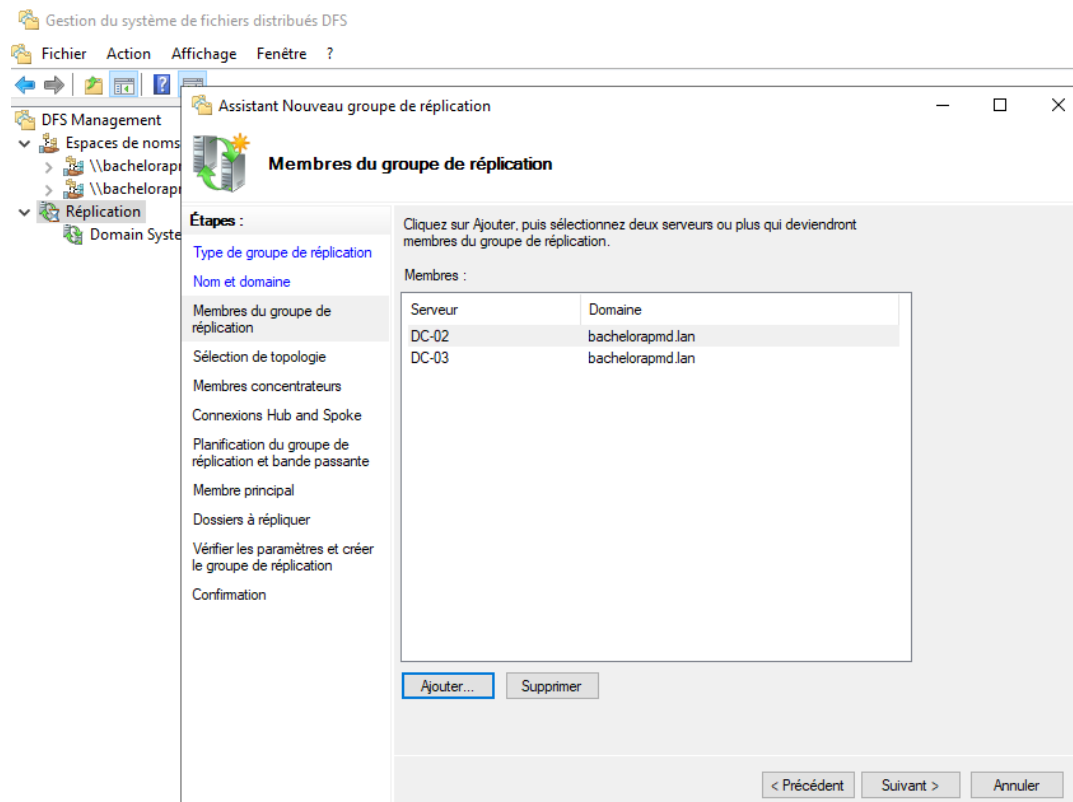 Gestion du système de fichiers distribués DFS
Fichier Action Affichage Fenêtre ?
Assistant Nouveau groupe de réplication
DFS Management
Espaces de noms
\\bachelorapr
\\bachelorapr
Réplication
Domain Syste
Membres du groupe de réplication
Étapes :
Type de groupe de réplication
Nom et domaine
Membres du groupe de
réplication
Sélection de topologie
Membres concentrateurs
Connexions Hub and Spoke
Planification du groupe de
réplication et bande passante
Membre principal
Dossiers à répliquer
Vérifier les paramètres et créer
le groupe de réplication
Confirmation
Cliquez sur Ajouter, puis sélectionnez deux serveurs ou plus qui deviendront
membres du groupe de réplication.
Membres :
Serveur Domaine
DC-02 bachelorapmd.lan
DC-03 bachelorapmd.lan
Ajouter... Supprimer
< Précédent Suivant > Annuler